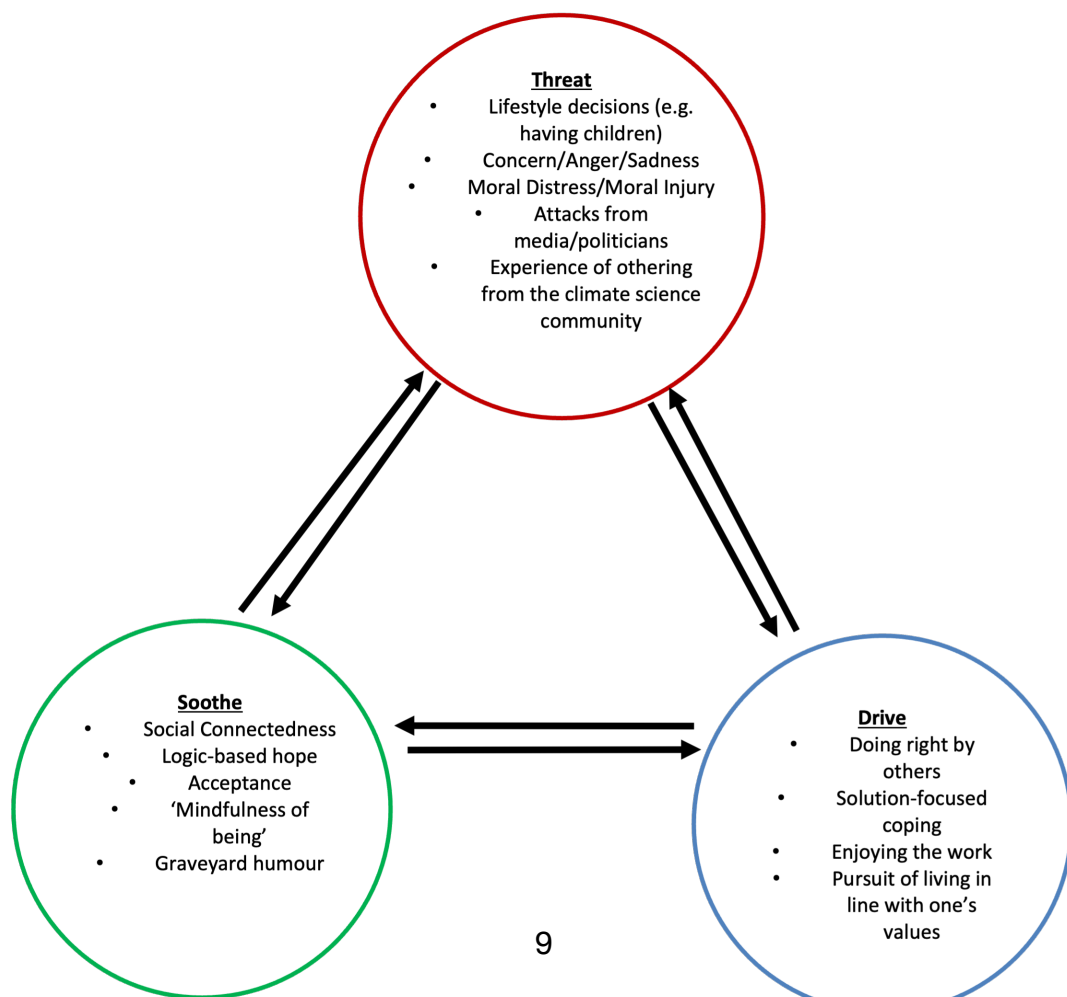 Threat
• Lifestyle decisions (e.g.
having children)
• Concern/Anger/Sadness
• Moral Distress/Moral Injury
• Attacks from
media/politicians
• Experience of othering
from the climate science
community
Soothe
• Social Connectedness
• Logic-based hope
• Acceptance
• ‘Mindfulness of
being’
• Graveyard humour
Drive
• Doing right by
others
• Solution-focused
coping
• Enjoying the work
• Pursuit of living in
line with one’s
values
9